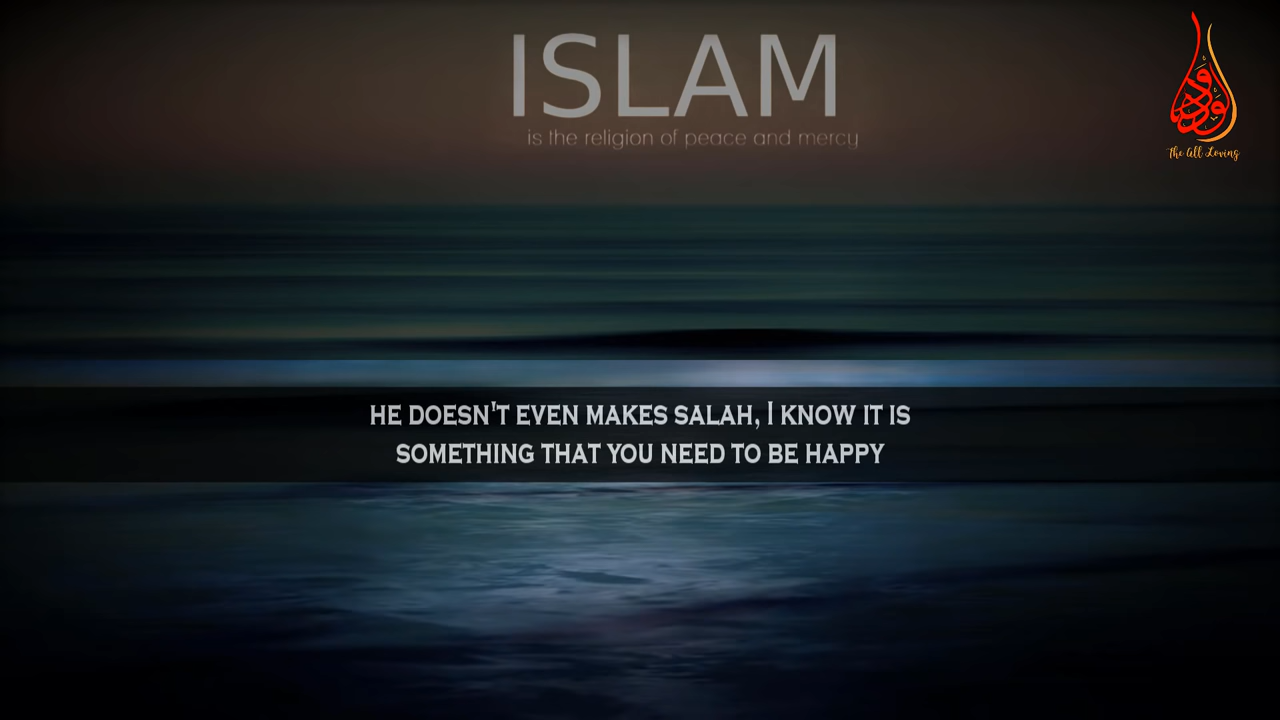 ISLAM
is the religion of peace and mercy
الودود
The All Loving
HE DOESN'T EVEN MAKES SALAH, I KNOW IT IS
SOMETHING THAT YOU NEED TO BE HAPPY